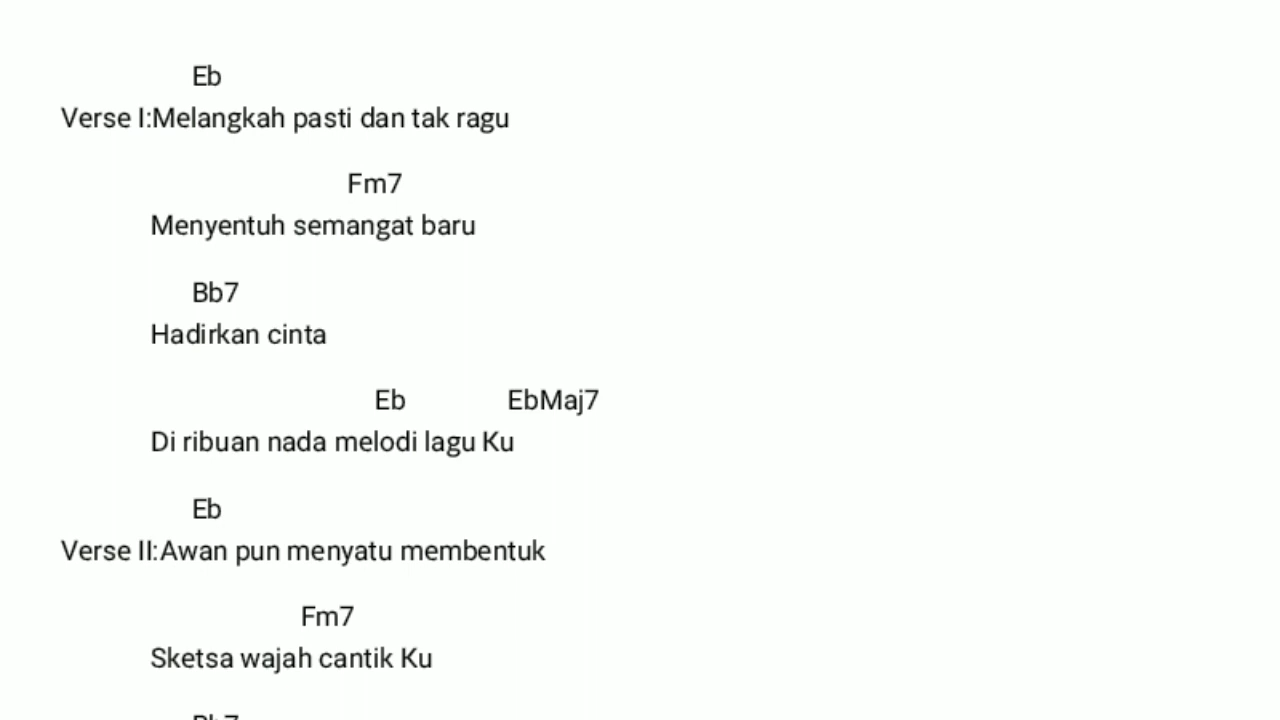 Eb
Verse I:Melangkah pasti dan tak ragu
Fm7
Menyentuh semangat baru
Bb7
Hadirkan cinta
Eb EbMaj7
Di ribuan nada melodi lagu Ku
Eb
Verse II:Awan pun menyatu membentuk
Fm7
Sketsa wajah cantik Ku